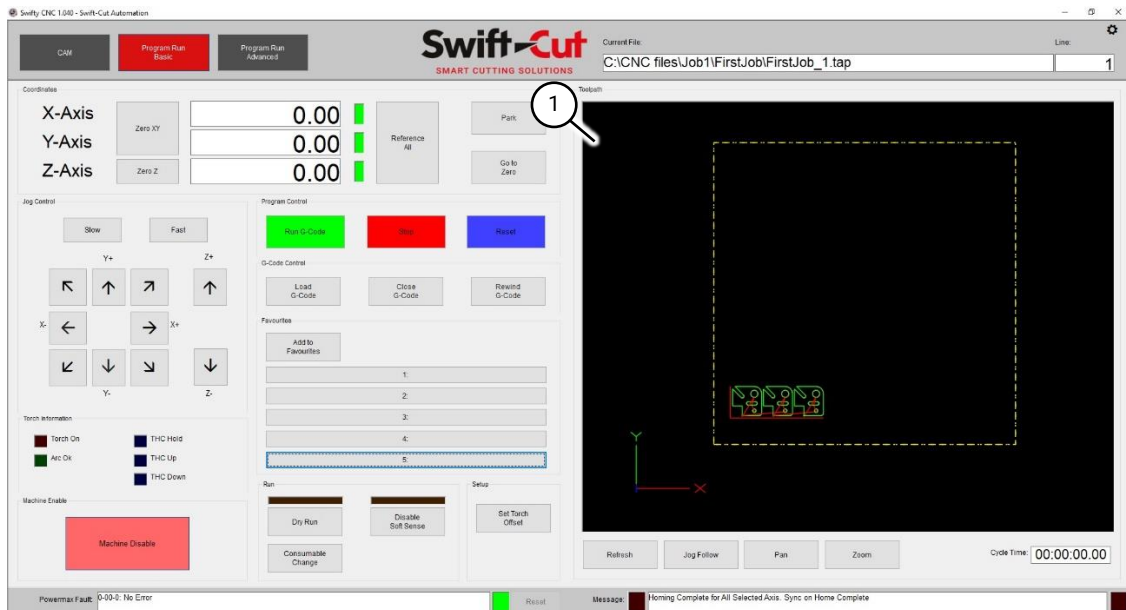 Swifty CNC 1.040 - Swift-Cut Automation
CAM
Program Run
Basic
Program Run
Advanced
Swift-Cut
SMART CUTTING SOLUTIONS
Current File:
C:\CNC files\Job1\FirstJob\FirstJob_1.tap
Line:
1
Coordinates
X-Axis
Y-Axis
Z-Axis
Zero XY
Zero Z
0.00
0.00
0.00
Reference
All
Park
Go to
Zero
Toolpath
1
Jog Control
Slow
Fast
Y+
Z+
X-
X+
Y-
Z-
Program Control
Run G-Code
Stop
Reset
G-Code Control
Load
G-Code
Close
G-Code
Rewind
G-Code
Favourites
Add to
Favourites
1:
2:
3:
4:
5:
Torch Information
Torch On
THC Hold
Arc Ok
THC Up
THC Down
Machine Enable
Machine Disable
Run
Dry Run
Disable
Soft Sense
Consumable
Change
Setup
Set Torch
Offset
Y
X
Refresh
Jog Follow
Pan
Zoom
Cycle Time:
00:00:00.00
Powermax Fault:
0-00-0: No Error
Reset
Message:
Homing Complete for All Selected Axis. Sync on Home Complete